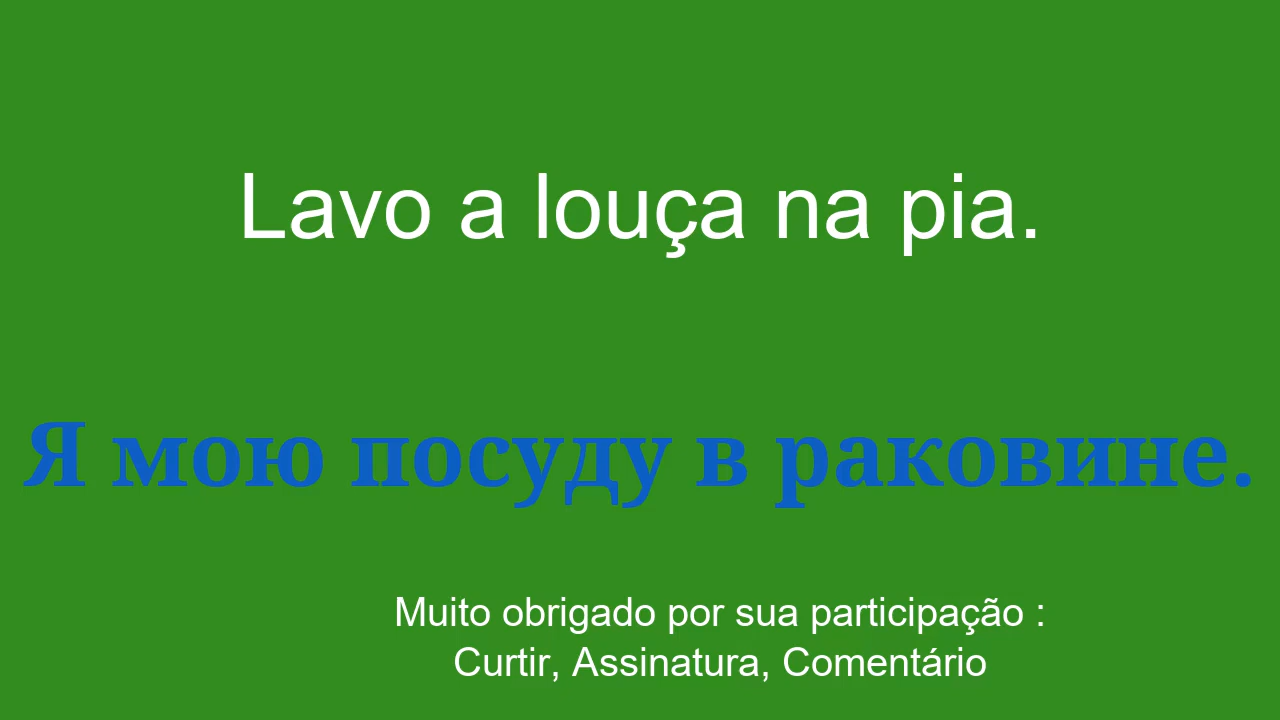 Lavo a louça na pia.
Я мою посуду в раковине.
Muito obrigado por sua participação :
Curtir, Assinatura, Comentário